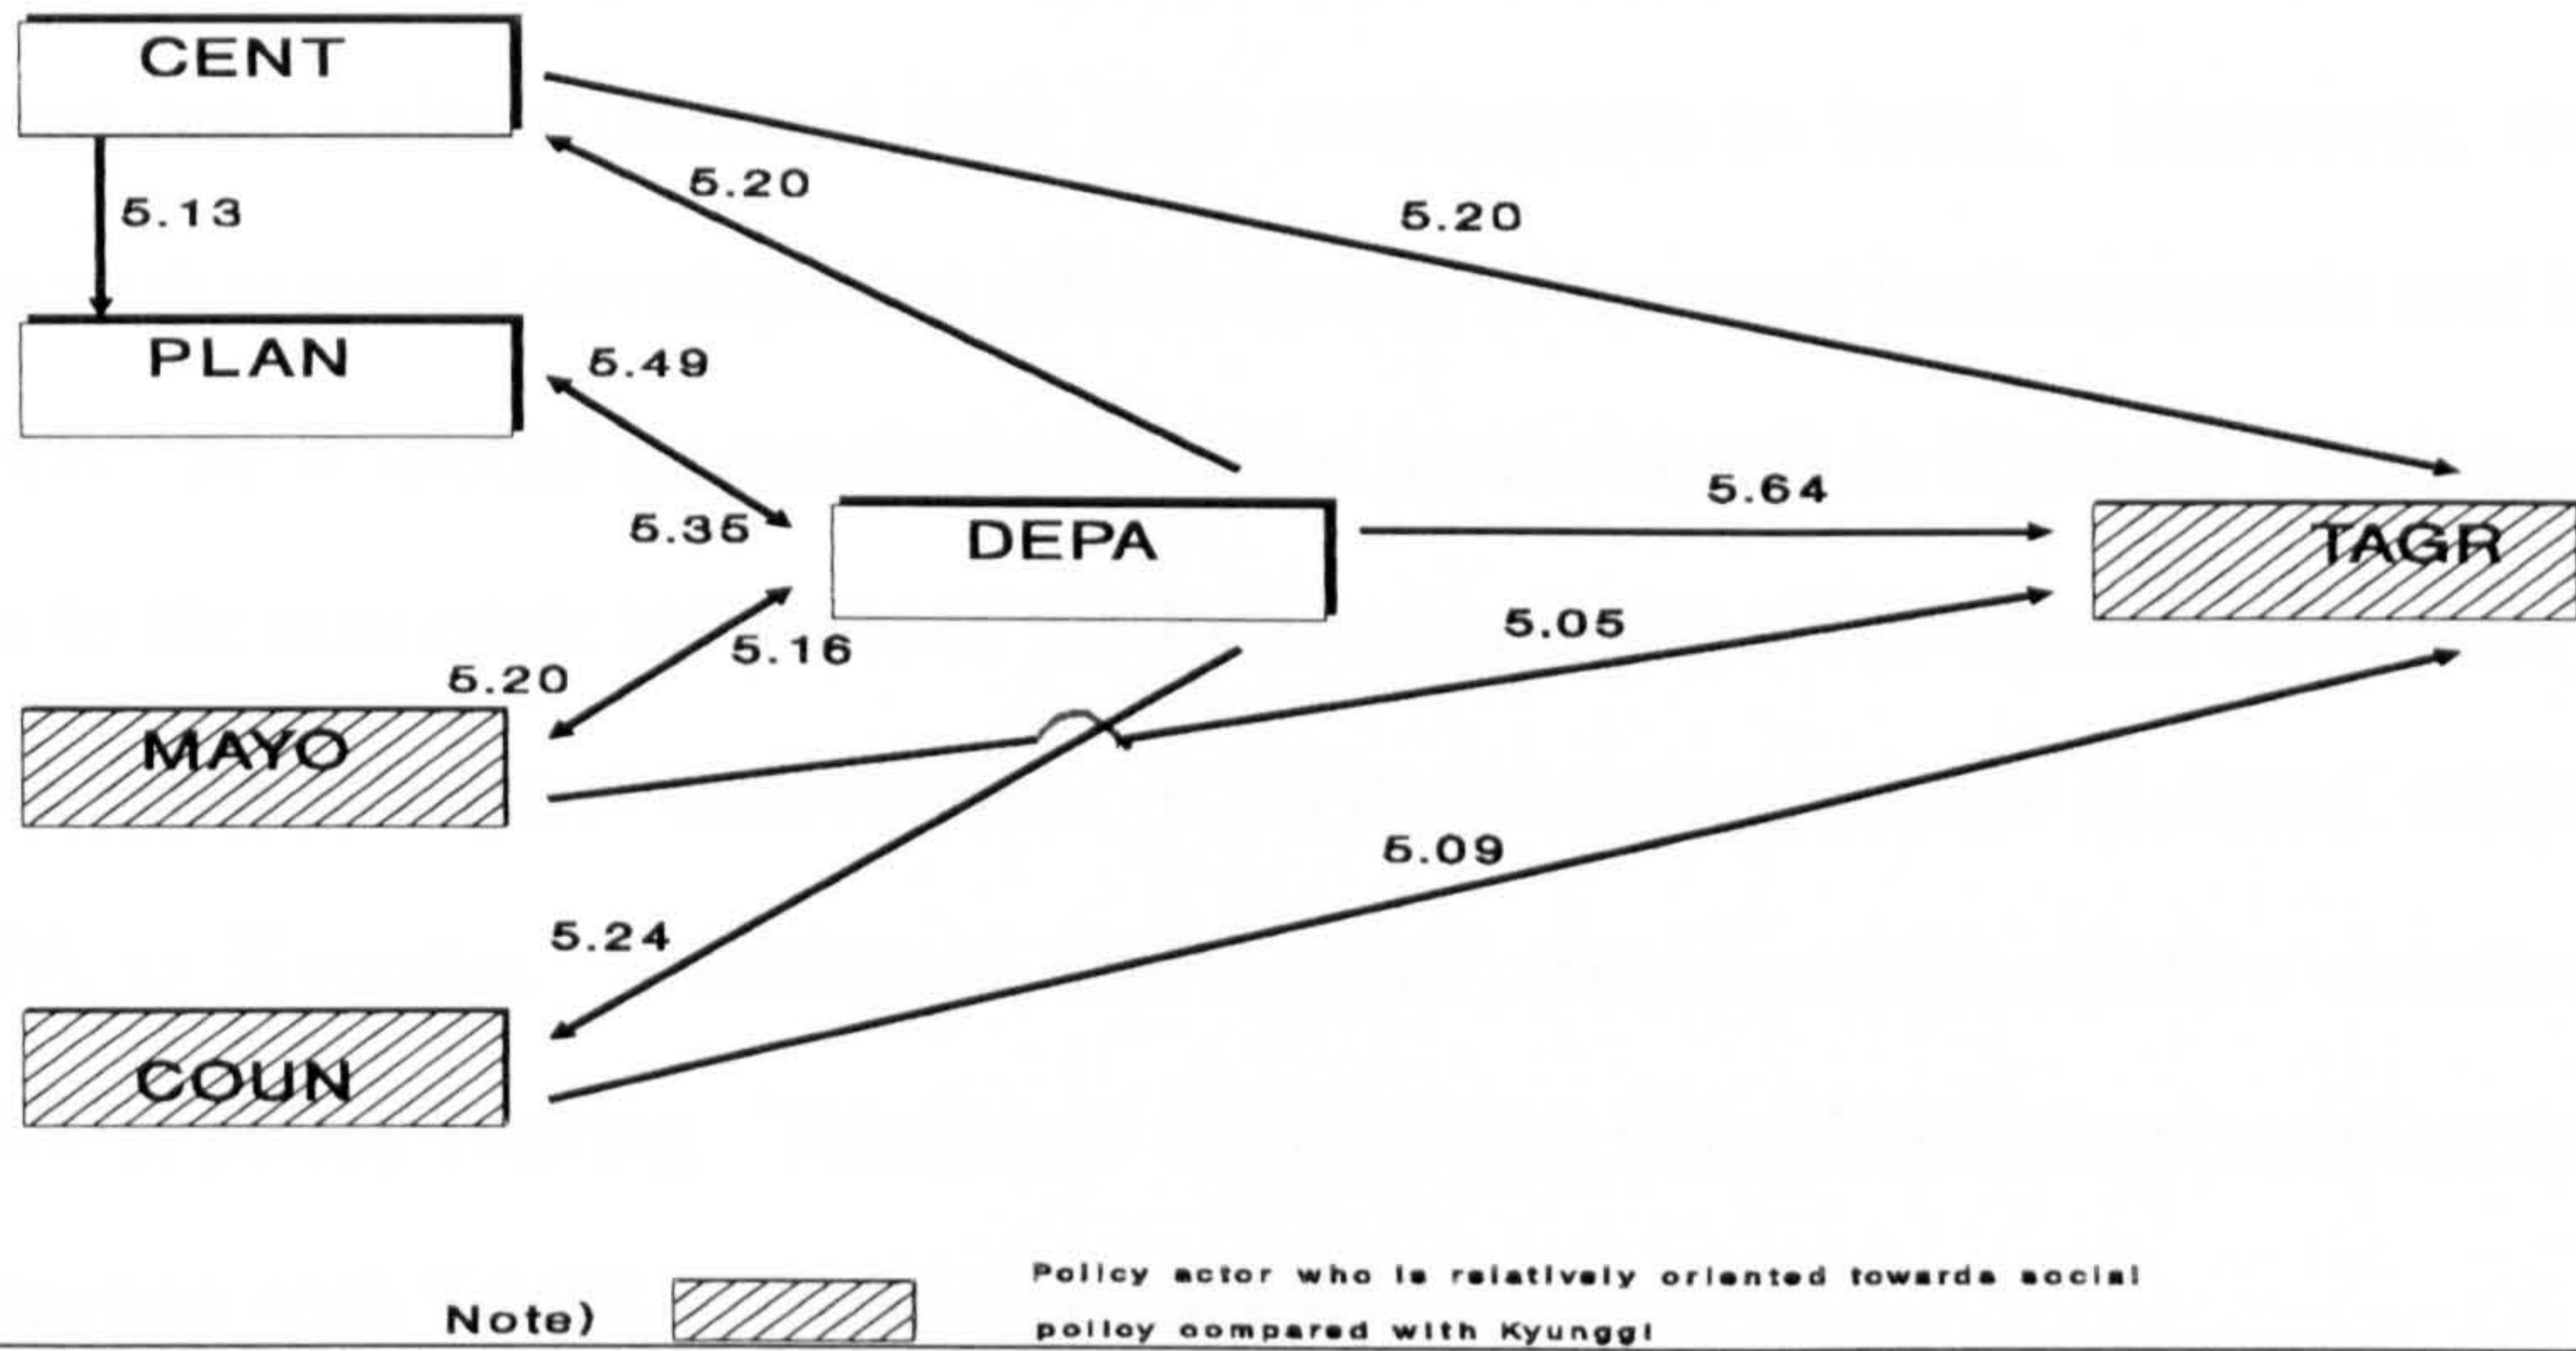 CENT
5.20
5.20
5.13
PLAN
5.49
5.64
5.35
DEPA
TAGR
5.05
5.16
5.20
MAYO
5.09
5.24
COUN
Note)
Policy actor who is relatively oriented towards social
policy compared with Kyunggi